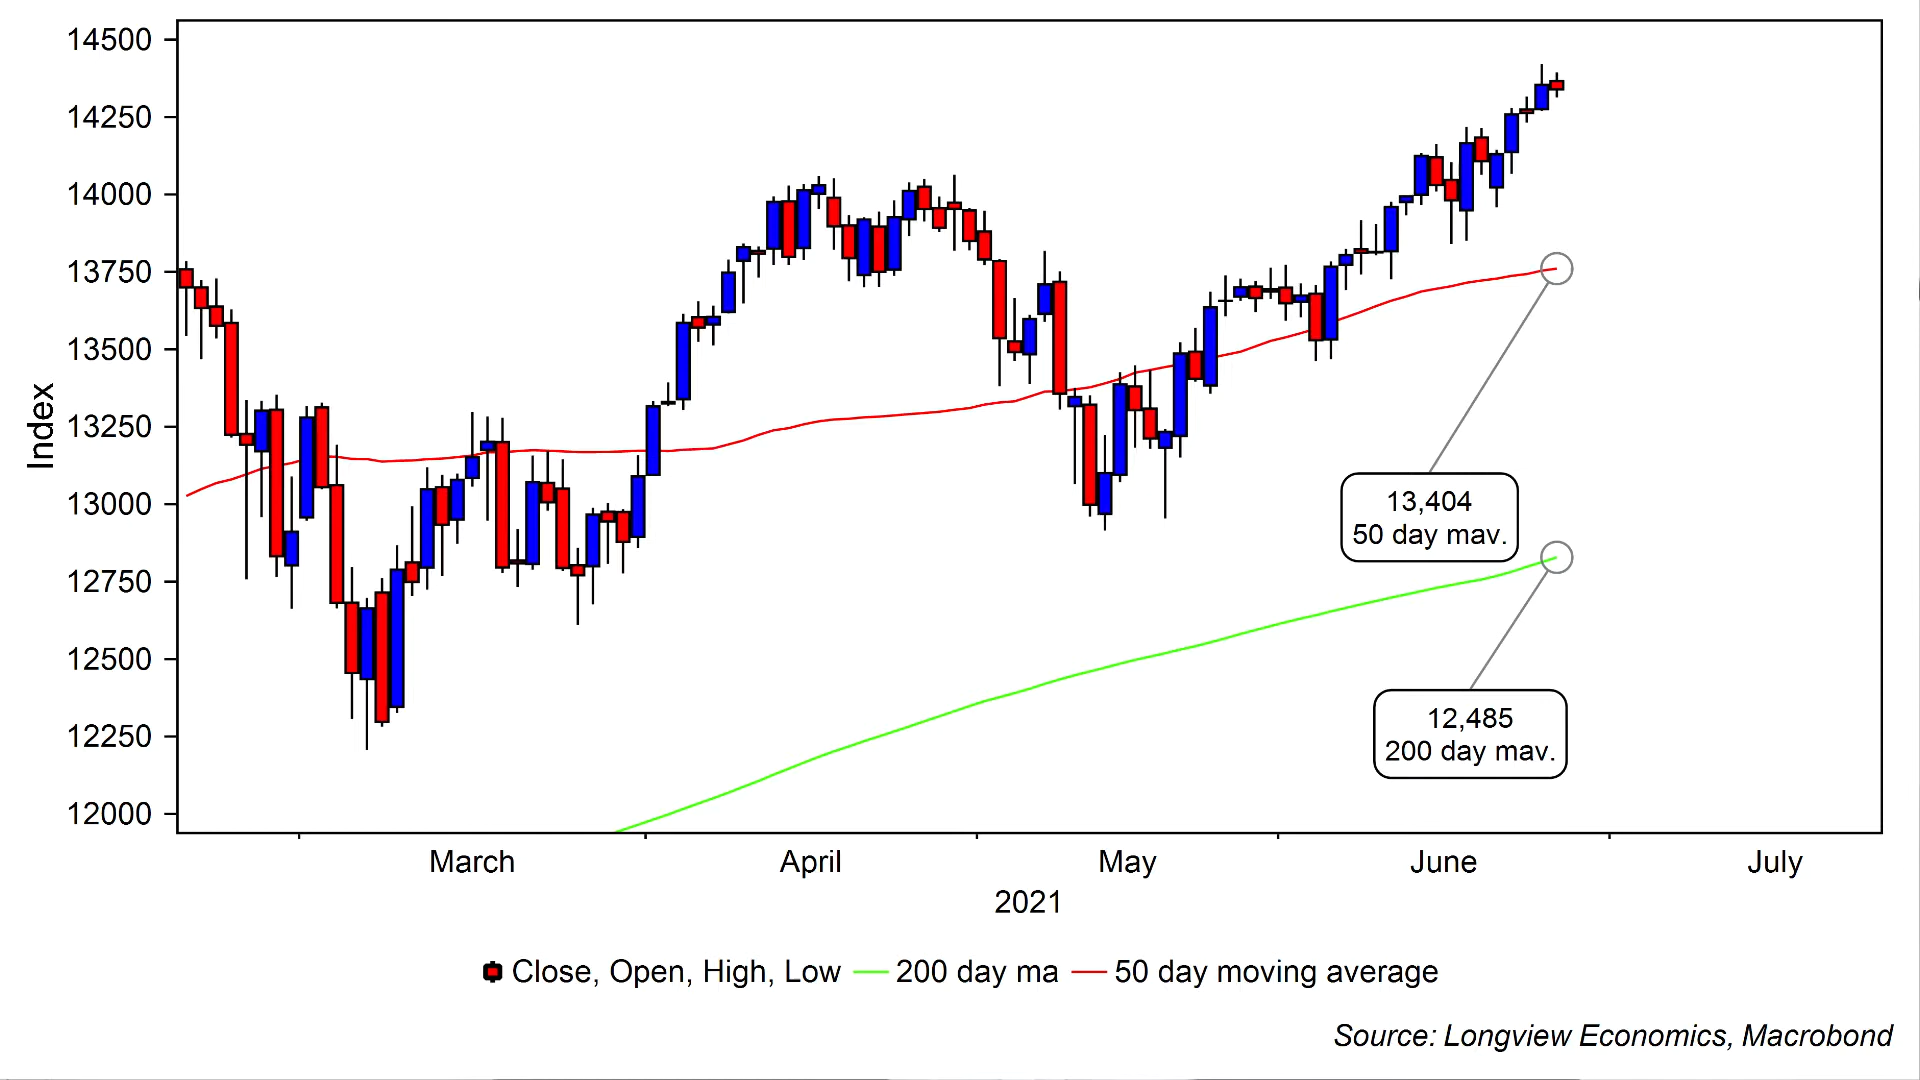 14500
14250
14000
13750
13500
13250
13000
12750
12500
12250
12000
Index
13,404
50 day mav.
12,485
200 day mav.
March April May June July
2021
Close, Open, High, Low 200 day ma 50 day moving average
Source: Longview Economics, Macrobond